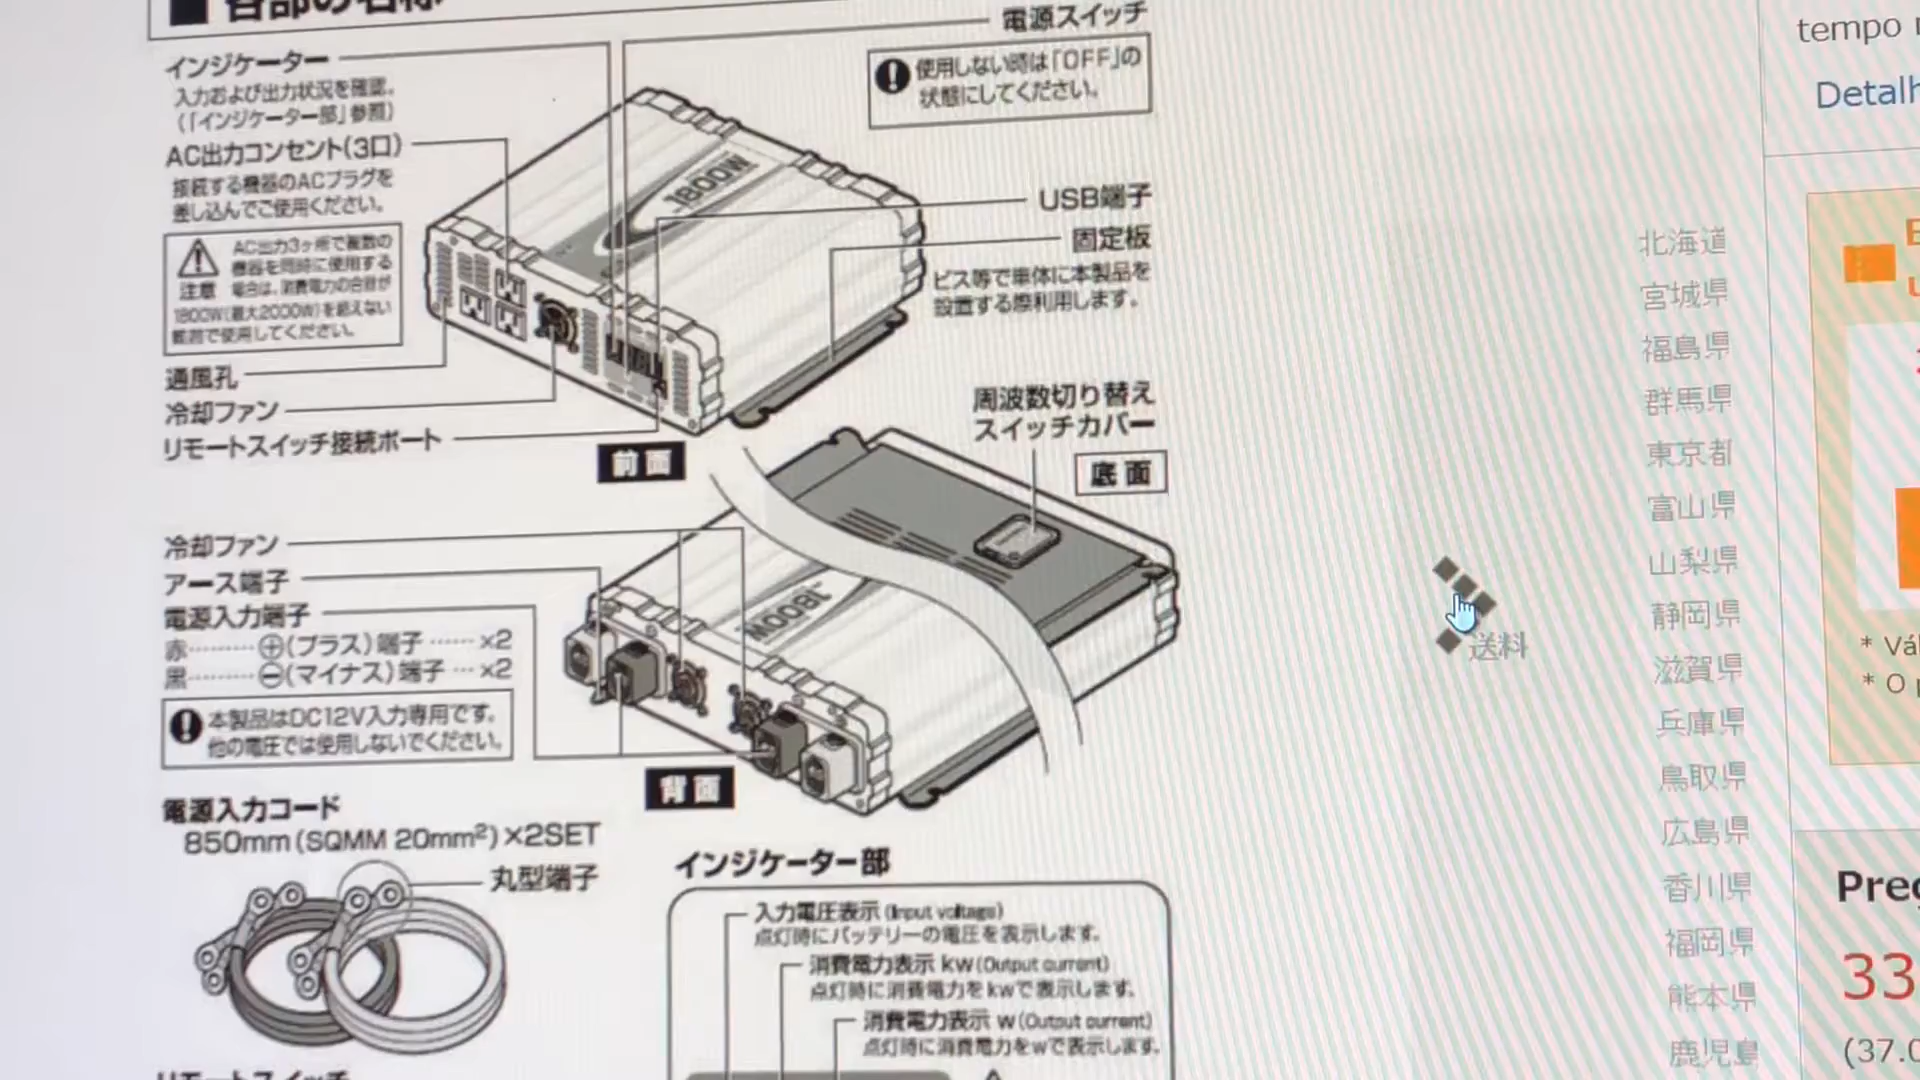 ■ 各部の名称
インジケーター
入力および出力状況を確認。
(「インジケーター部」参照)
AC出力コンセント(3口)
接続する機器のACプラグを
差し込んでご使用ください。
注意
AC出力3ヶ所で複数の
機器を同時に使用する
場合は、消費電力の合計が
1800W(最大2000W)を超えない
範囲で使用してください。
通風孔
冷却ファン
リモートスイッチ接続ポート
電源スイッチ
使用しない時は「OFF」の
状態にしてください。
1800W
USB端子
固定板
ビス等で車体に本製品を
設置する際利用します。
前面
周波数切り替え
スイッチカバー
底面
冷却ファン
アース端子
電源入力端子
赤………⊕(プラス)端子……×2
黒………⊖(マイナス)端子…×2
本製品はDC12V入力専用です。
他の電圧では使用しないでください。
1800W
背面
電源入力コード
850mm(SQMM 20mm²)×2SET
丸型端子
インジケーター部
入力電圧表示(Input voltage)
点灯時にバッテリーの電圧を表示します。
消費電力表示 kW(Output current)
点灯時に消費電力をkwで表示します。
消費電力表示 W(Output current)
点灯時に消費電力をwで表示します。
リモートスイッチ
◆送料
北海道
宮城県
福島県
群馬県
東京都
富山県
山梨県
静岡県
滋賀県
兵庫県
鳥取県
広島県
香川県
福岡県
熊本県
鹿児島
tempo
Detalh
* Vá
* O
Preç
33
(37.0